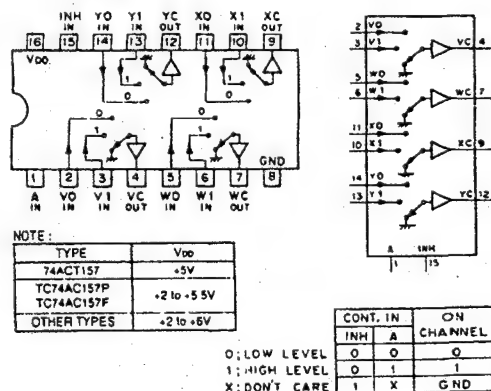 INH YO Y1 YC XO X1 XC
IN IN IN OUT IN IN OUT
16 15 14 13 12 11 10 9
VDD
1
0
1
0
0
1
0
1
GND
1 2 3 4 5 6 7 8
A VO V1 VC WO W1 WC
IN IN IN OUT IN IN OUT
2 VO
3 V1
VC 4
5 WO
6 W1
WC 7
11 XO
10 X1
XC 9
14 YO
13 Y1
YC 12
A INH
1 15
NOTE:
TYPE VDD
74ACT157 +5V
TC74AC157P
TC74AC157F
+2 to +5.5V
OTHER TYPES +2 to +6V
CONT. IN ON CHANNEL
INH A
0 0 0
0 1 1
1 X GND
0; LOW LEVEL
1; HIGH LEVEL
X; DON'T CARE